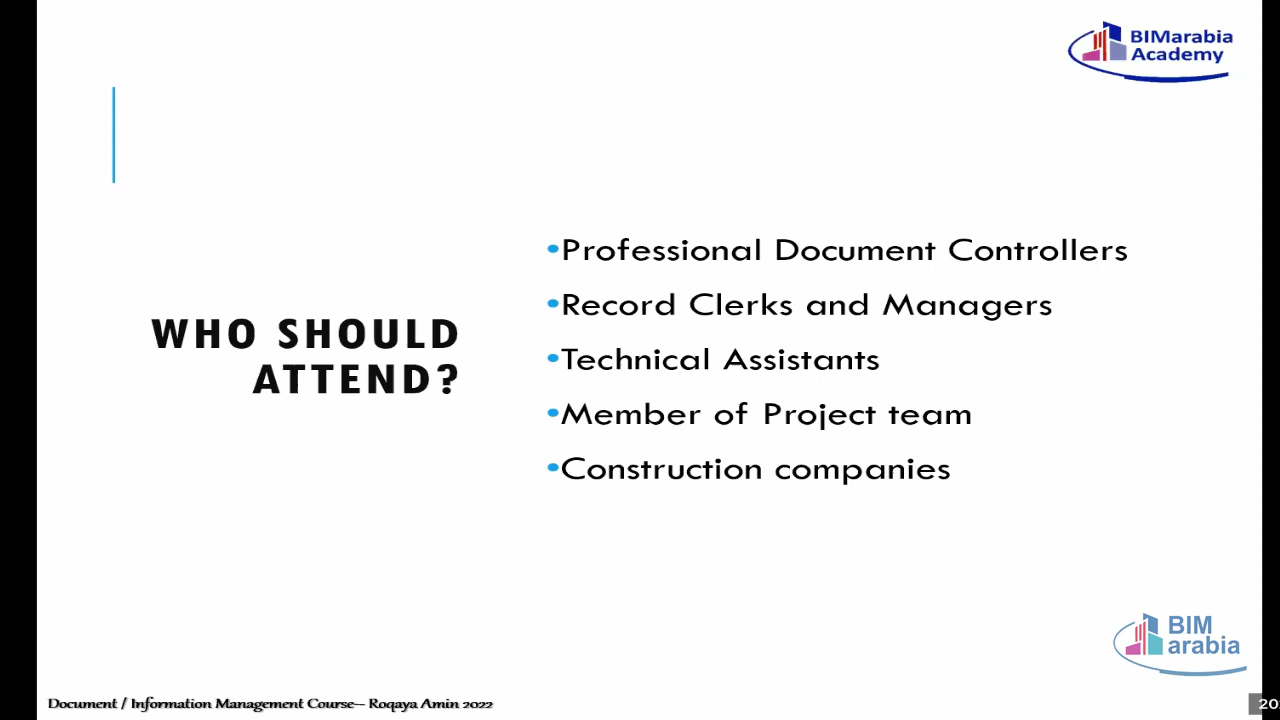 BIMarabia
Academy
WHO SHOULD
ATTEND?
•Professional Document Controllers
•Record Clerks and Managers
•Technical Assistants
•Member of Project team
•Construction companies
BIM
arabia
Document / Information Management Course– Roqaya Amin 2022
20